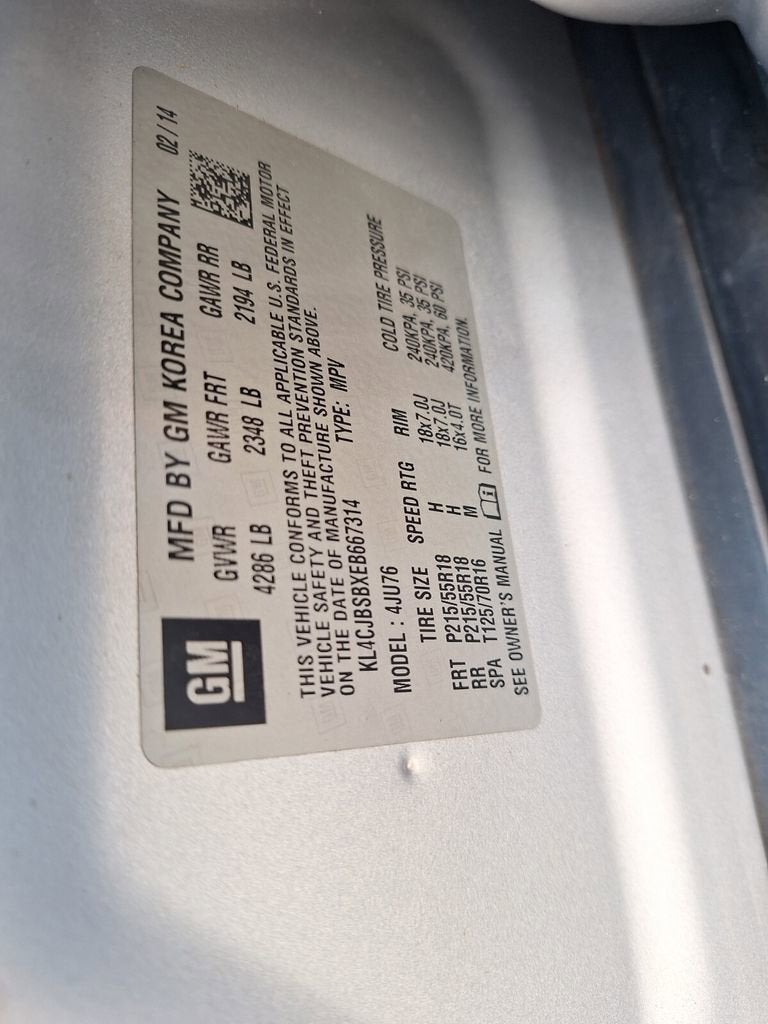 GM
MFD BY GM KOREA COMPANY 02/14
GVWR GAWR FRT GAWR RR
4286 LB 2348 LB 2194 LB
THIS VEHICLE CONFORMS TO ALL APPLICABLE U.S. FEDERAL MOTOR
VEHICLE SAFETY AND THEFT PREVENTION STANDARDS IN EFFECT
ON THE DATE OF MANUFACTURE SHOWN ABOVE.
KL4CJBSBXEB667314 TYPE: MPV
MODEL : 4JU76
TIRE SIZE SPEED RTG RIM COLD TIRE PRESSURE
FRT P215/55R18 H 18x7.0J 240KPA, 35 PSI
RR P215/55R18 H 18x7.0J 240KPA, 35 PSI
SPA T125/70R16 M 16x4.0T 420KPA, 60 PSI
SEE OWNER'S MANUAL FOR MORE INFORMATION.